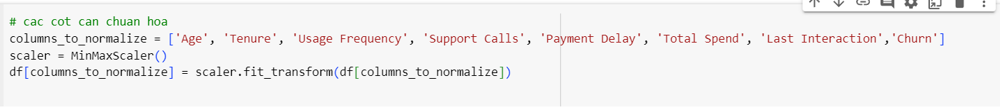 # cac cot can chuan hoa
columns_to_normalize = ['Age', 'Tenure', 'Usage Frequency', 'Support Calls', 'Payment Delay', 'Total Spend', 'Last Interaction','Churn']
scaler = MinMaxScaler()
df[columns_to_normalize] = scaler.fit_transform(df[columns_to_normalize])